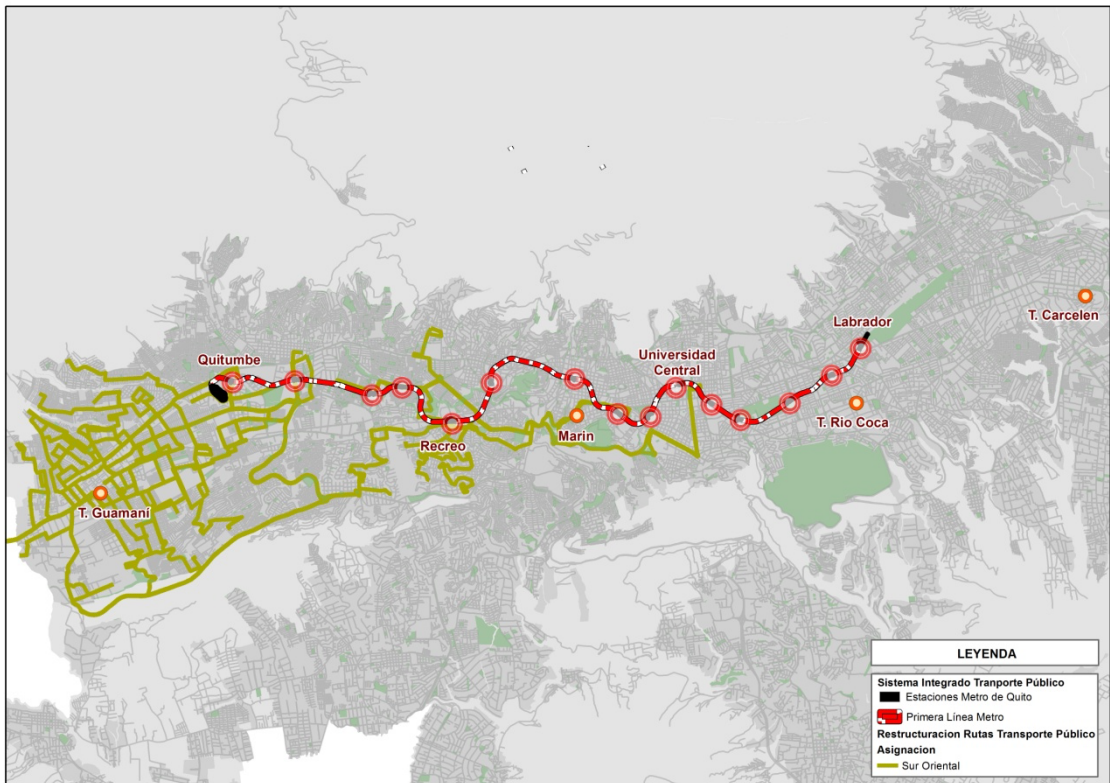 Labrador
T. Carcelen
Universidad
Central
Quitumbe
T. Rio Coca
Marin
Recreo
T. Guamaní
LEYENDA
Sistema Integrado Tranporte Público
Estaciones Metro de Quito
Primera Línea Metro
Restructuracion Rutas Transporte Público
Asignacion
Sur Oriental